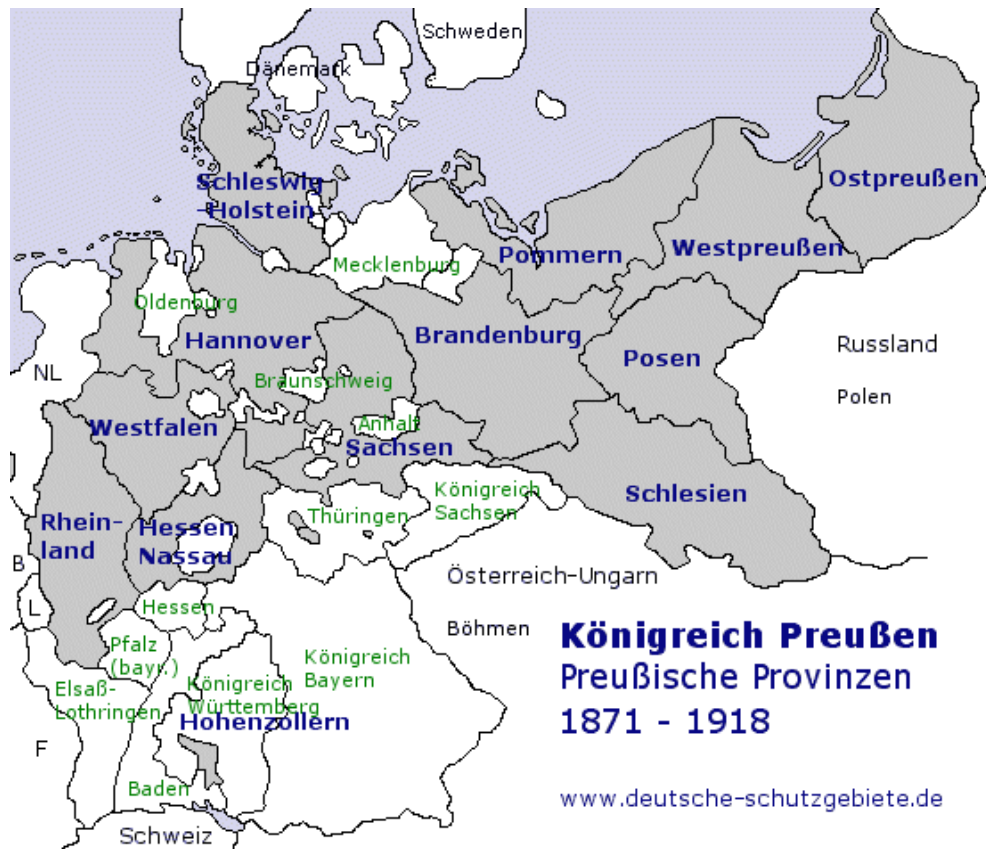 Schweden
Dänemark
Schleswig
-Holstein
Ostpreußen
Westpreußen
Pommern
Mecklenburg
Oldenburg
Hannover
Brandenburg
Posen
Russland
Polen
NL
Braunschweig
Westfalen
Anhalt
Sachsen
Königreich
Sachsen
Schlesien
Rhein-
land
Hessen
Nassau
Thüringen
B
L
Hessen
Österreich-Ungarn
Böhmen
Pfalz
(bayr.)
Elsaß-
Lothringen
Königreich
Württemberg
Königreich
Bayern
Hohenzollern
F
Baden
Schweiz
Königreich Preußen
Preußische Provinzen
1871 - 1918
www.deutsche-schutzgebiete.de